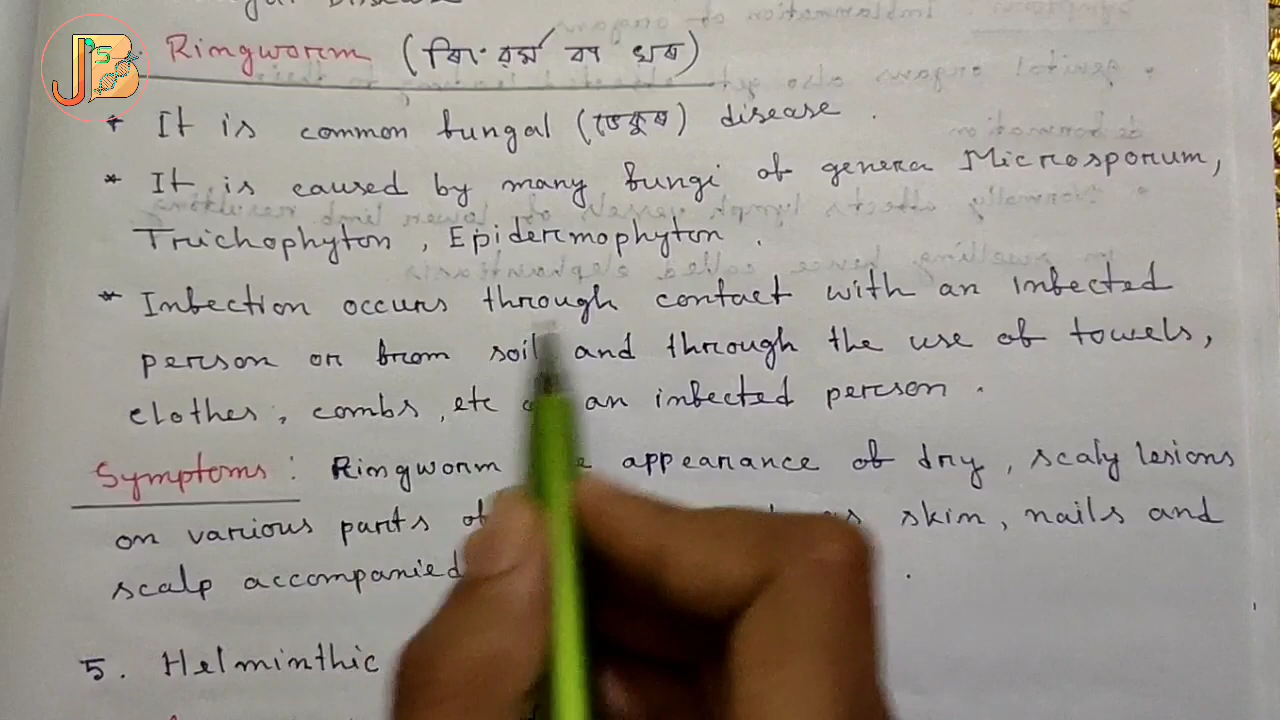 Ringworm (ৰিং ৱৰ্ম বা খৰ)
* It is common fungal (ভেকুৰ) disease.
* It is caused by many fungi of genera Microsporum,
Trichophyton, Epidermophyton.
* Infection occurs through contact with an infected
person or from soil and through the use of towels,
clothes, combs, etc an infected person.
Symptoms: Ringworm appearance of dry, scaly lesions
on various parts of skin, nails and
scalp accompanied
5. Helminthic